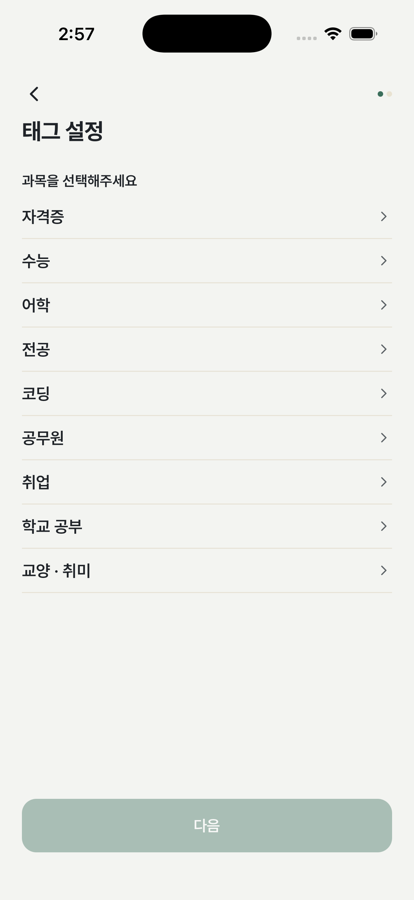 2:57
태그 설정
과목을 선택해주세요
자격증
수능
어학
전공
코딩
공무원
취업
학교 공부
교양 · 취미
다음